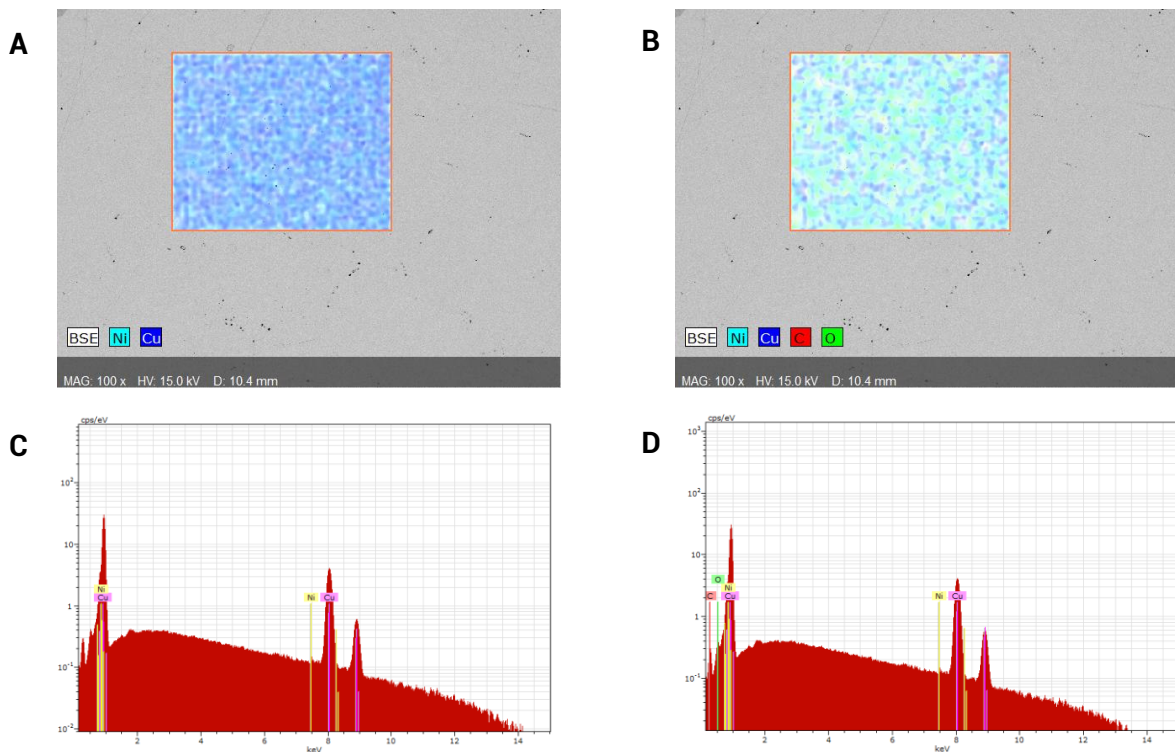 A
BSE Ni Cu
MAG: 100 x HV: 15.0 kV D: 10.4 mm
B
BSE Ni Cu C O
MAG: 100 x HV: 15.0 kV D: 10.4 mm
C
cps/eV
10²
10
1
10⁻¹
10⁻²
Ni
Cu
Ni
Cu
2 4 6 8 10 12 14
keV
D
cps/eV
10³
10²
10
1
10⁻¹
O
C
Ni
Cu
Ni
Cu
2 4 6 8 10 12 14
keV